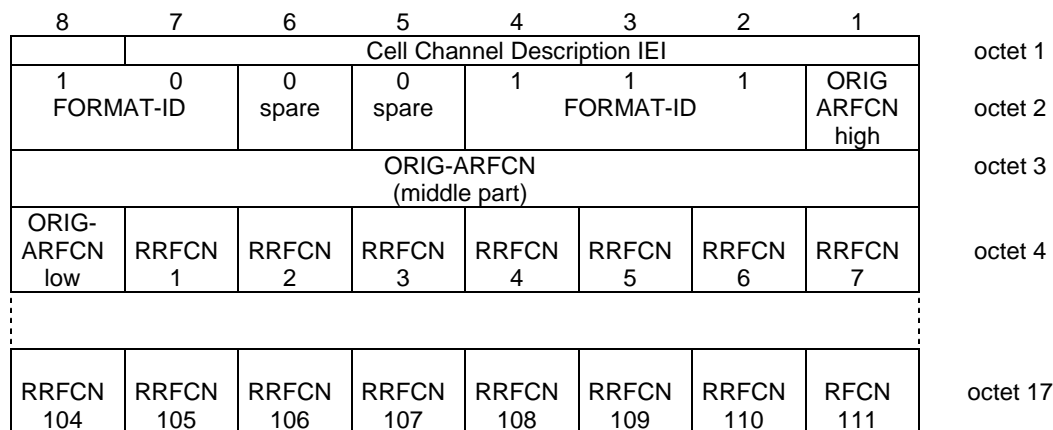 8 7 6 5 4 3 2 1
Cell Channel Description IEI octet 1
1 0 0 0 1 1 1 ORIG
FORMAT-ID spare spare FORMAT-ID ARFCN octet 2
high
ORIG-ARFCN octet 3
(middle part)
ORIG-
ARFCN RRFCN RRFCN RRFCN RRFCN RRFCN RRFCN RRFCN octet 4
low 1 2 3 4 5 6 7
RRFCN RRFCN RRFCN RRFCN RRFCN RRFCN RRFCN RFCN octet 17
104 105 106 107 108 109 110 111